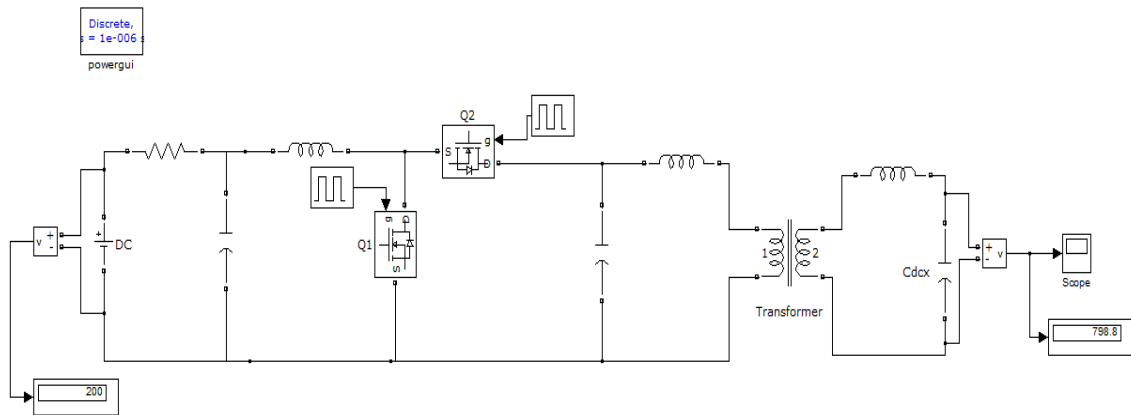 Discrete,
s = 1e-006 s
powergui
Q2
g
S
D
g
Q1
S
v
+
-
+
DC
1
2
Transformer
Cdcx
+
-
v
Scope
798.8
200